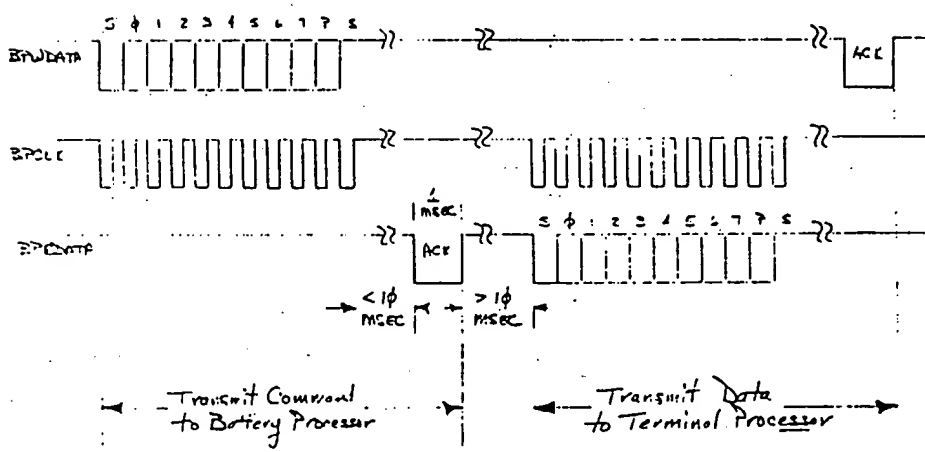 S φ 1 2 3 4 5 6 7 P S
BPWDATA
ACK
BPCLK
1
MSEC
S φ 1 2 3 4 5 6 7 P S
BPRDATA
ACK
< 1φ
MSEC
> 1φ
MSEC
Transmit Command
to Battery Processor
Transmit Data
to Terminal Processor